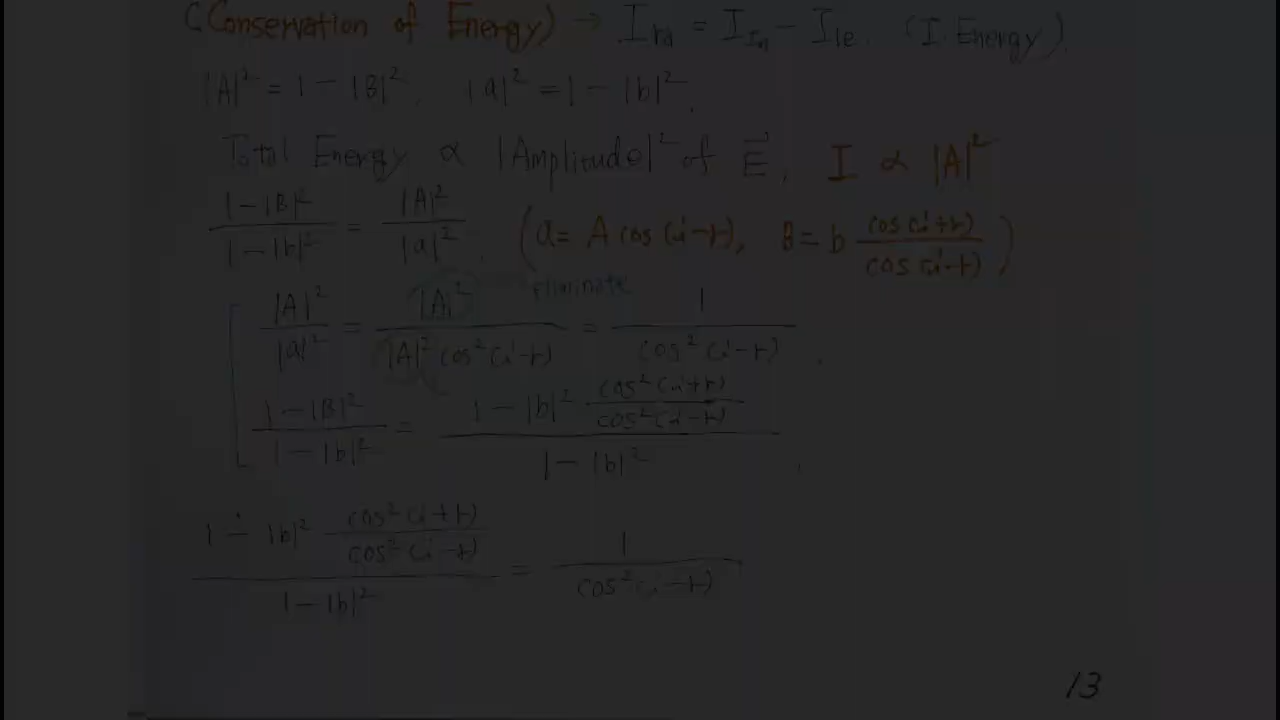 (Conservation of Energy) → I_ha = I_In - I_le. (I: Energy).
|A|² = 1 - |B|², |a|² = 1 - |b|².
Total Energy ∝ |Amplitude|² of E⃗. I ∝ |A|²
(1-|B|²)/(1-|b|²) = |A|²/|a|². (a = A cos(i-r), B = b cos(i+r)/cos(i-r))
eliminate
|A|²/|a|² = |A|²/(|A|² cos²(i-r)) = 1/cos²(i-r).
(1-|B|²)/(1-|b|²) = (1 - |b|² cos²(i+r)/cos²(i-r))/(1-|b|²).
(1 - |b|² cos²(i+r)/cos²(i-r))/(1-|b|²) = 1/cos²(i-r)
13